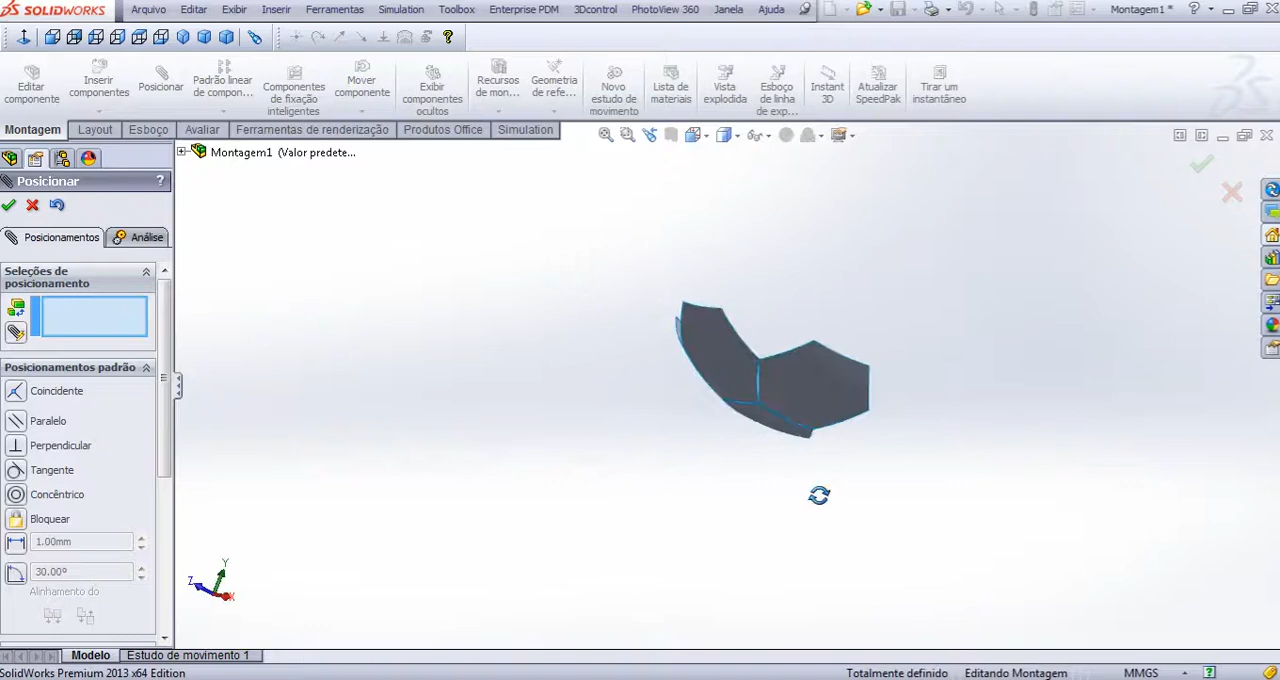 SOLIDWORKS Arquivo Editar Exibir Inserir Ferramentas Simulation Toolbox Enterprise PDM 3Dcontrol PhotoView 360 Janela Ajuda Montagem1 *
Editar componente
Inserir componentes
Posicionar
Padrão linear de compon...
Componentes de fixação inteligentes
Mover componente
Exibir componentes ocultos
Recursos de mon...
Geometria de refe...
Novo estudo de movimento
Lista de materiais
Vista explodida
Esboço de linha de exp...
Instant 3D
Atualizar SpeedPak
Tirar um instantâneo
Montagem Layout Esboço Avaliar Ferramentas de renderização Produtos Office Simulation
Montagem1 (Valor predete...
Posicionar ?
Posicionamentos Análise
Seleções de posicionamento
Posicionamentos padrão
Coincidente
Paralelo
Perpendicular
Tangente
Concêntrico
Bloquear
1.00mm
30.00º
Alinhamento do
Y
Z
X
Modelo Estudo de movimento 1
SolidWorks Premium 2013 x64 Edition Totalmente definido Editando Montagem MMGS